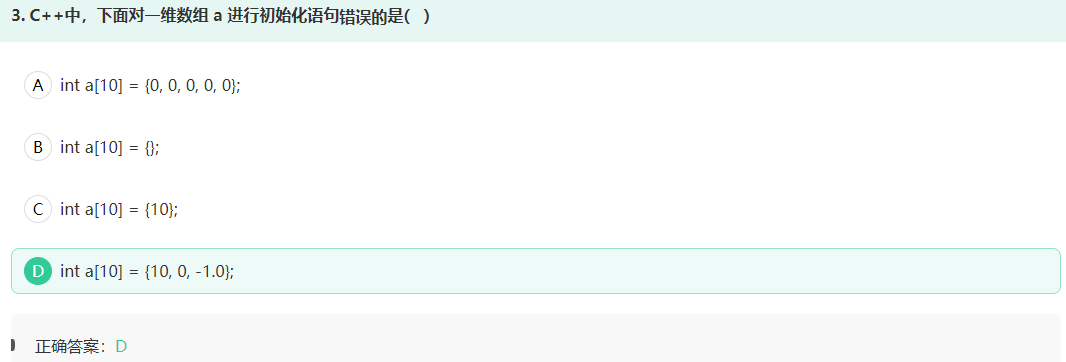 3. C++中，下面对一维数组 a 进行初始化语句错误的是( )
A int a[10] = {0, 0, 0, 0, 0};
B int a[10] = {};
C int a[10] = {10};
D int a[10] = {10, 0, -1.0};
正确答案：D